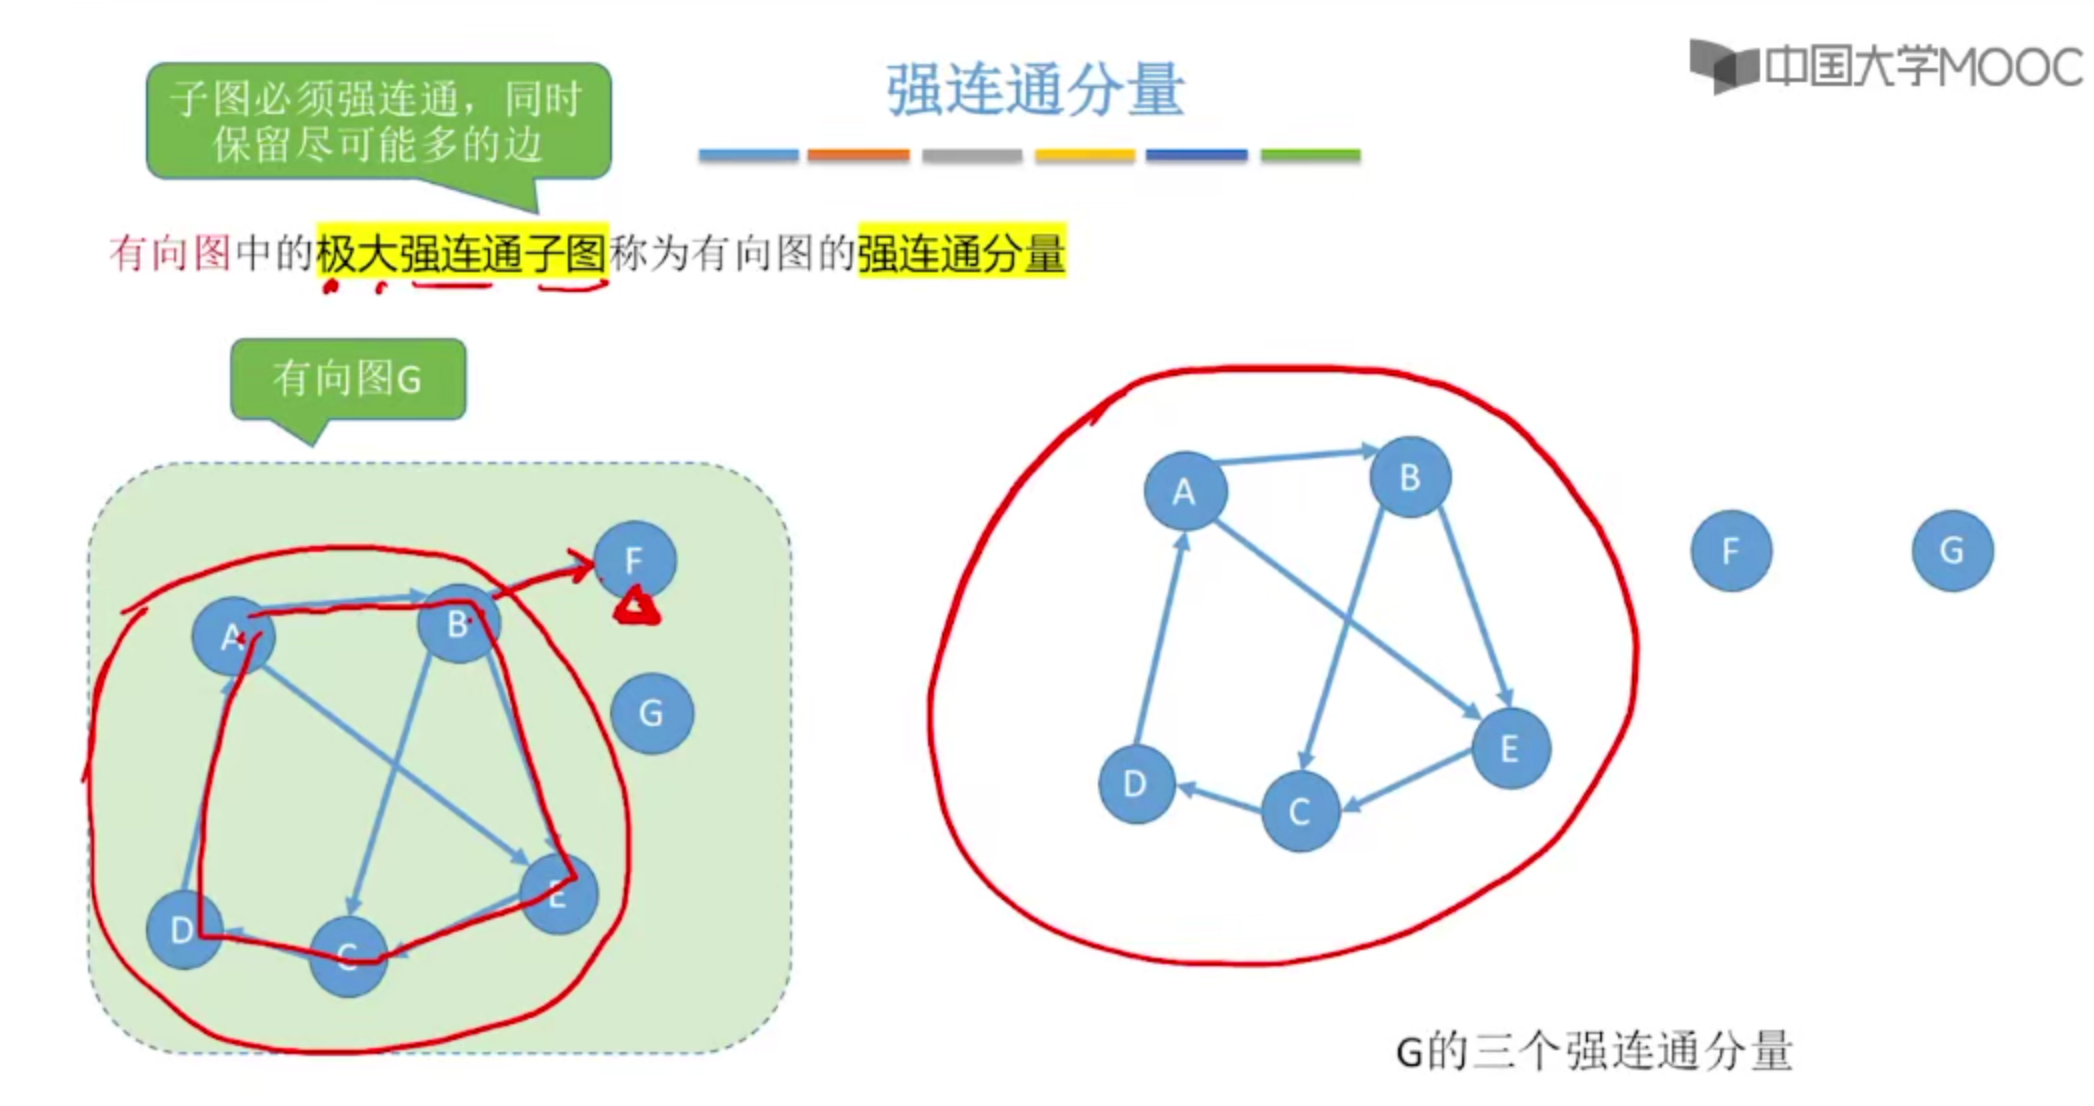 中国大学MOOC
强连通分量
子图必须强连通，同时
保留尽可能多的边
有向图中的极大强连通子图称为有向图的强连通分量
有向图G
F
A
B
G
E
D
C
A
B
F
G
E
D
C
G的三个强连通分量